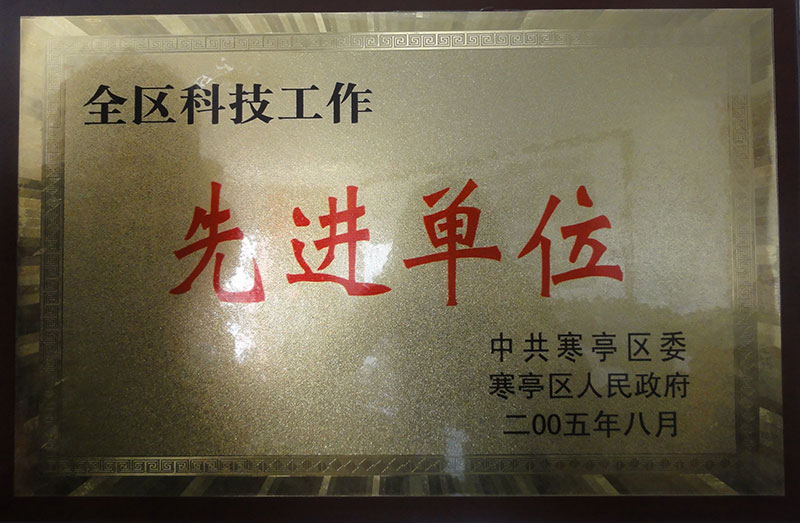 全区科技工作
先进单位
中共寒亭区委
寒亭区人民政府
二00五年八月